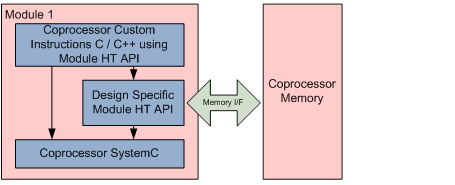 Module 1
Coprocessor Custom
Instructions C / C++ using
Module HT API
Design Specific
Module HT API
Coprocessor SystemC
Memory I/F
Coprocessor
Memory